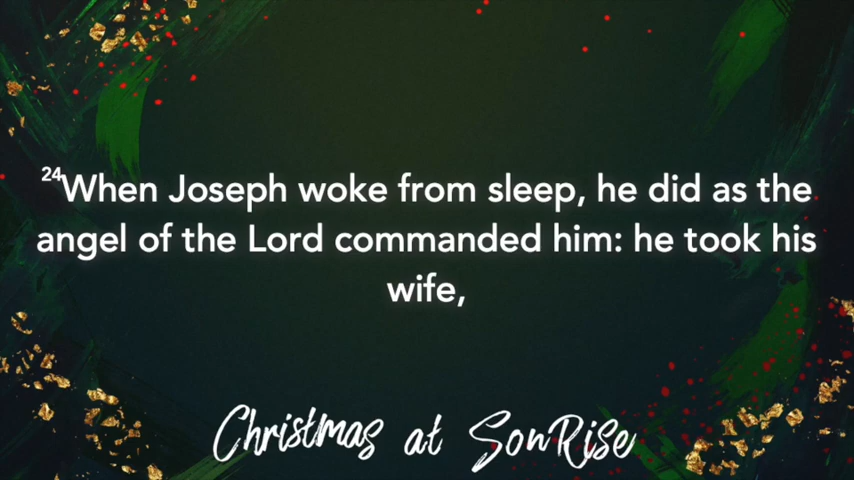 24When Joseph woke from sleep, he did as the
angel of the Lord commanded him: he took his
wife,
Christmas at SonRise